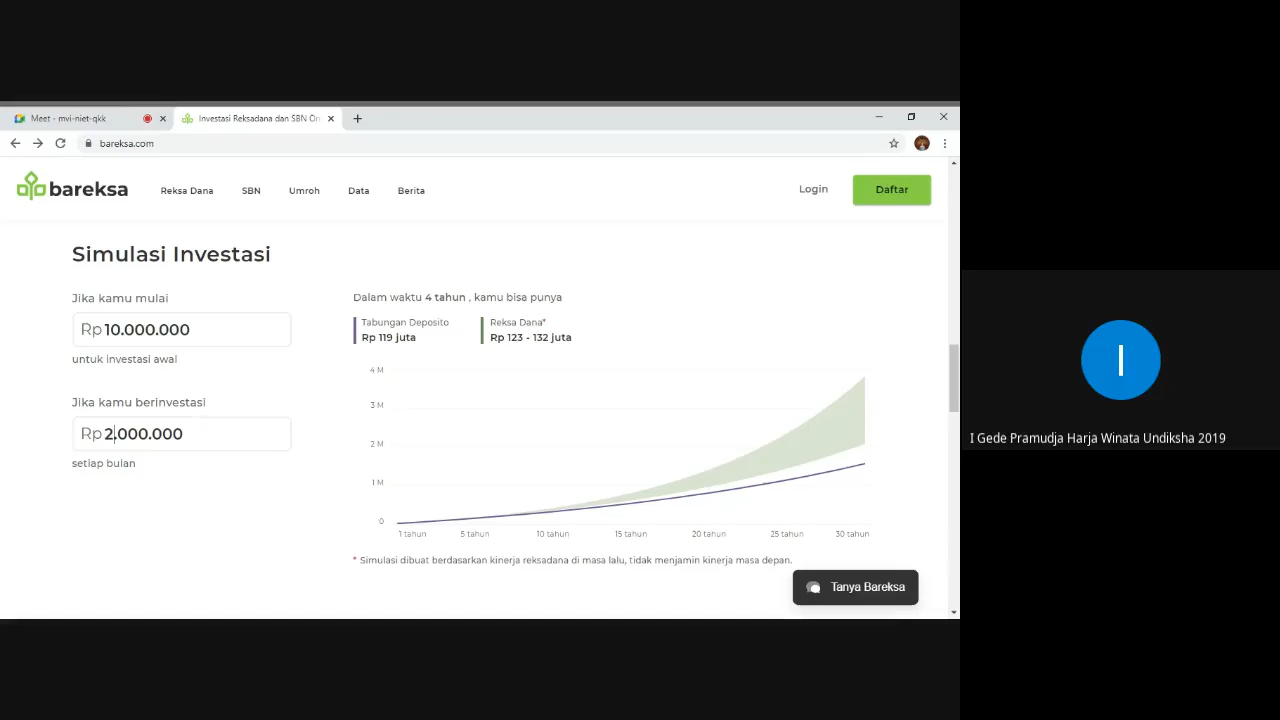 Meet - mvi-niet-qkk
Investasi Reksadana dan SBN On
bareksa.com
bareksa
Reksa Dana
SBN
Umroh
Data
Berita
Login
Daftar
Simulasi Investasi
Jika kamu mulai
Rp 10.000.000
untuk investasi awal
Jika kamu berinvestasi
Rp 2.000.000
setiap bulan
Dalam waktu 4 tahun , kamu bisa punya
Tabungan Deposito
Rp 119 juta
Reksa Dana*
Rp 123 - 132 juta
4 M
3 M
2 M
1 M
0
1 tahun
5 tahun
10 tahun
15 tahun
20 tahun
25 tahun
30 tahun
* Simulasi dibuat berdasarkan kinerja reksadana di masa lalu, tidak menjamin kinerja masa depan.
Tanya Bareksa
I
I Gede Pramudja Harja Winata Undiksha 2019